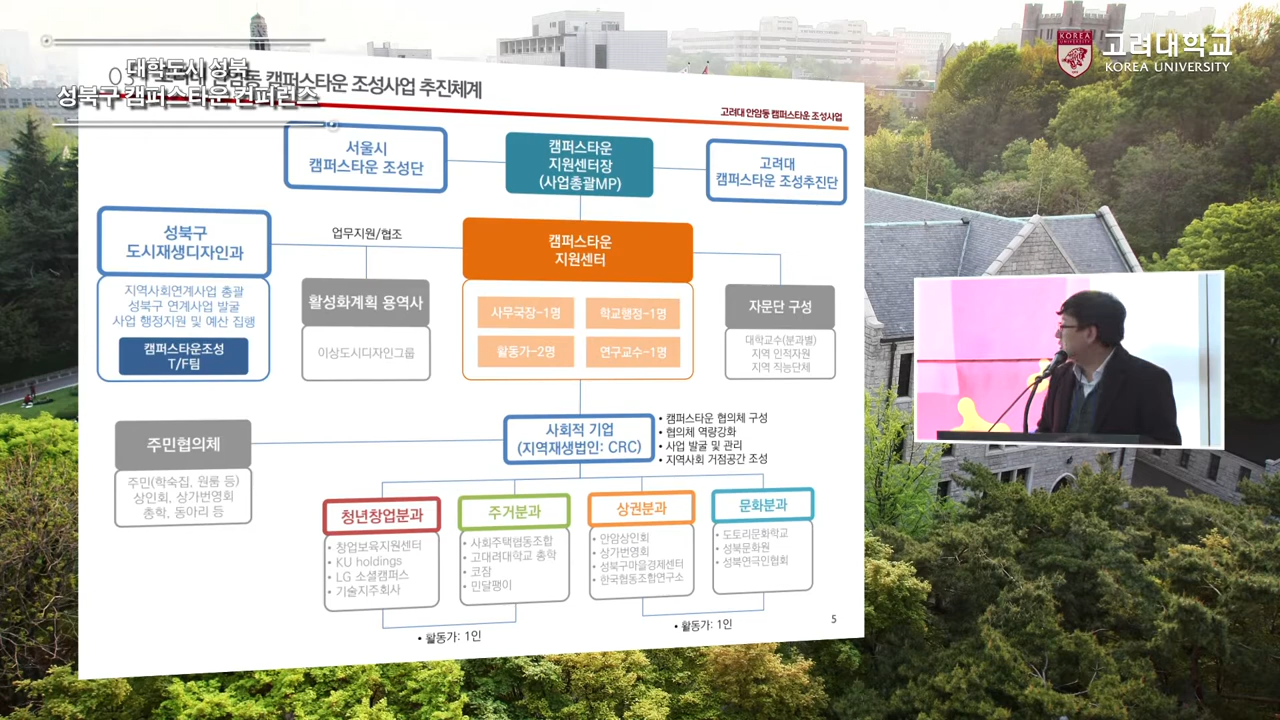 대학도시 성북
성북구 캠퍼스타운 컨퍼런스
캠퍼스타운 조성사업 추진체계
고려대 안암동 캠퍼스타운 조성사업
KOREA
UNIVERSITY
고려대학교
KOREA UNIVERSITY
서울시
캠퍼스타운 조성단
캠퍼스타운
지원센터장
(사업총괄MP)
고려대
캠퍼스타운 조성추진단
성북구
도시재생디자인과
지역사회연계사업 총괄
성북구 연계사업 발굴
사업 행정지원 및 예산 집행
캠퍼스타운조성
T/F팀
업무지원/협조
활성화계획 용역사
이상도시디자인그룹
캠퍼스타운
지원센터
사무국장-1명
학교행정-1명
활동가-2명
연구교수-1명
자문단 구성
대학교수(분과별)
지역 인적자원
지역 직능단체
주민협의체
주민(하숙집, 원룸 등)
상인회, 상가번영회
총학, 동아리 등
사회적 기업
(지역재생법인: CRC)
• 캠퍼스타운 협의체 구성
• 협의체 역량강화
• 사업 발굴 및 관리
• 지역사회 거점공간 조성
청년창업분과
• 창업보육지원센터
• KU holdings
• LG 소셜캠퍼스
• 기술지주회사
주거분과
• 사회주택협동조합
• 고대려대학교 총학
• 코잠
• 민달팽이
상권분과
• 안암상인회
• 상가번영회
• 성북구마을경제센터
• 한국협동조합연구소
문화분과
• 도토리문화학교
• 성북문화원
• 성북연극인협회
• 활동가: 1인
• 활동가: 1인
5